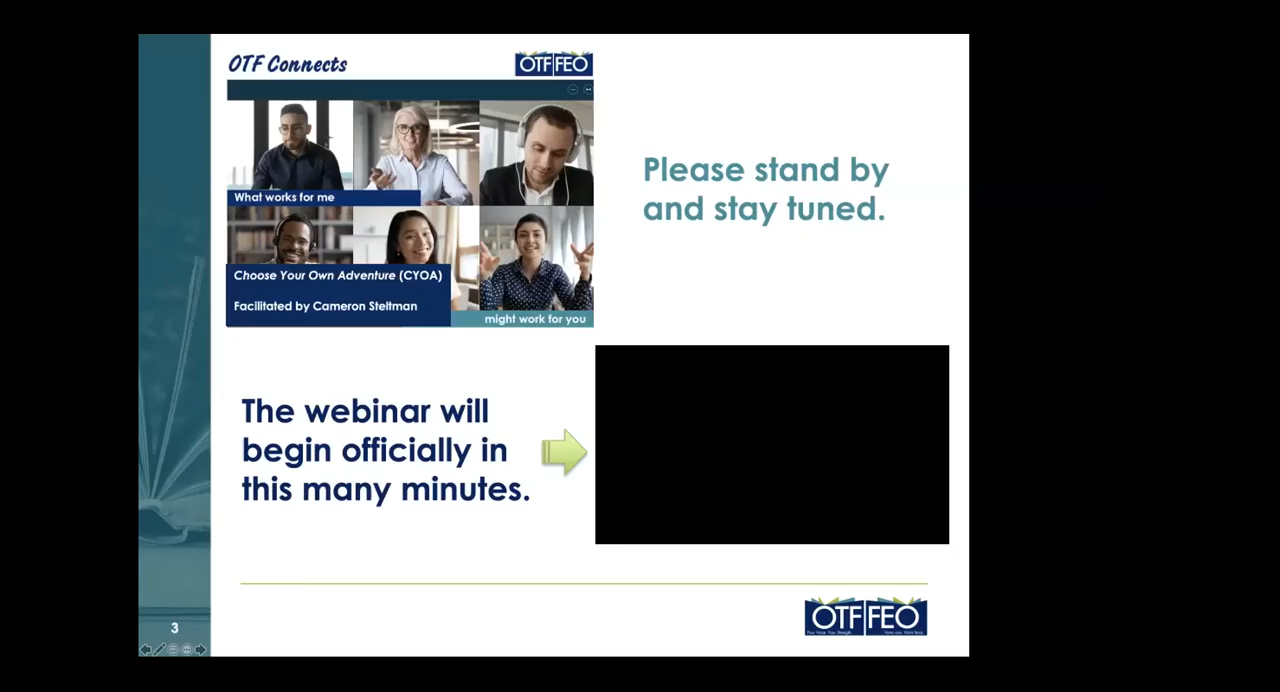 OTF Connects
OTF FEO
What works for me
Choose Your Own Adventure (CYOA)
Facilitated by Cameron Steltman
might work for you
Please stand by
and stay tuned.
The webinar will
begin officially in
this many minutes.
OTF FEO
3